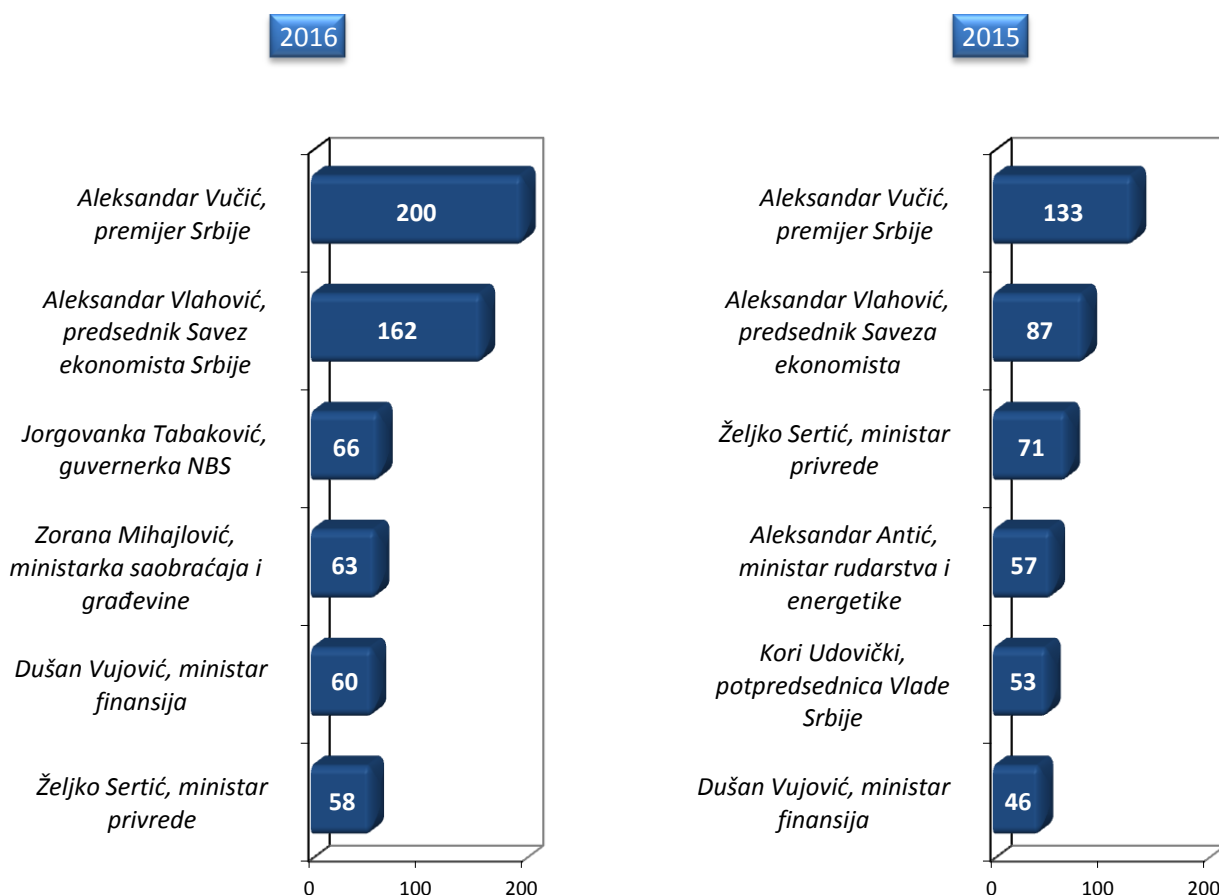 2016
Aleksandar Vučić,
premijer Srbije
200
Aleksandar Vlahović,
predsednik Savez
ekonomista Srbije
162
Jorgovanka Tabaković,
guvernerka NBS
66
Zorana Mihajlović,
ministarka saobraćaja i
građevine
63
Dušan Vujović, ministar
finansija
60
Željko Sertić, ministar
privrede
58
0 100 200
2015
Aleksandar Vučić,
premijer Srbije
133
Aleksandar Vlahović,
predsednik Saveza
ekonomista
87
Željko Sertić, ministar
privrede
71
Aleksandar Antić,
ministar rudarstva i
energetike
57
Kori Udovički,
potpredsednica Vlade
Srbije
53
Dušan Vujović, ministar
finansija
46
0 100 200